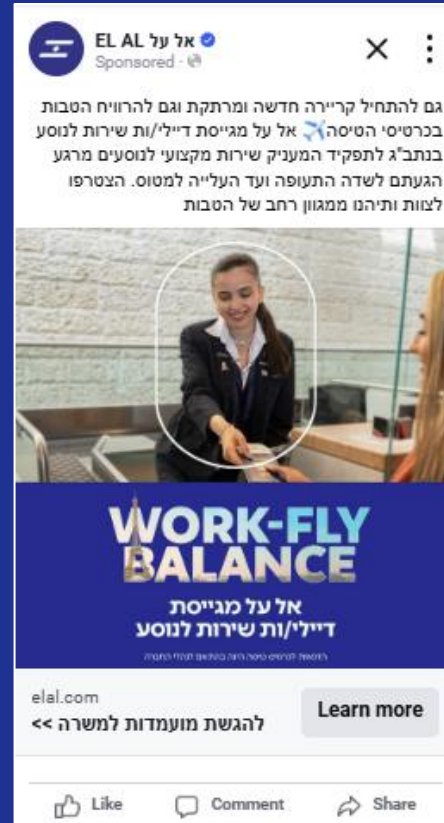 אל על EL AL
Sponsored ·
גם להתחיל קריירה חדשה ומרתקת וגם להרוויח הטבות
בכרטיסי הטיסה✈️ אל על מגייסת דיילי/ות שירות לנוסע
בנתב"ג לתפקיד המעניק שירות מקצועי לנוסעים מרגע
הגעתם לשדה התעופה ועד העלייה למטוס. הצטרפו
לצוות ותיהנו ממגוון רחב של הטבות
WORK-FLY
BALANCE
אל על מגייסת
דיילי/ות שירות לנוסע
elal.com
להגשת מועמדות למשרה >>
Learn more
Like
Comment
Share